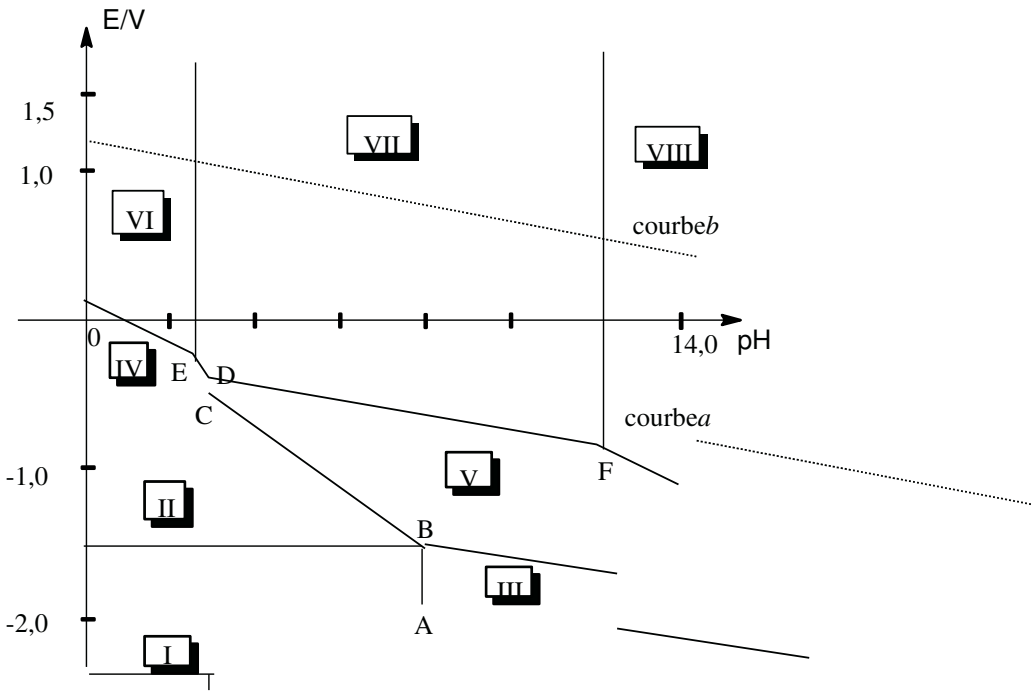 E/V
1,5
VII
VIII
1,0
VI
courbeb
0
14,0
pH
IV
E
D
C
courbea
-1,0
V
F
II
B
III
-2,0
A
I